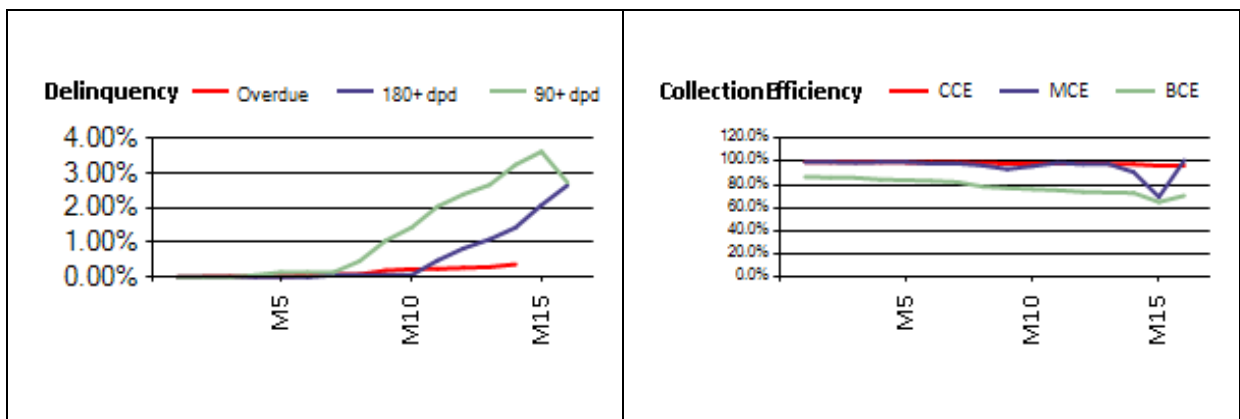 Delinquency Overdue 180+ dpd 90+ dpd
4.00%
3.00%
2.00%
1.00%
0.00%
M5
M10
M15
Collection Efficiency CCE MCE BCE
120.0%
100.0%
80.0%
60.0%
40.0%
20.0%
0.0%
M5
M10
M15